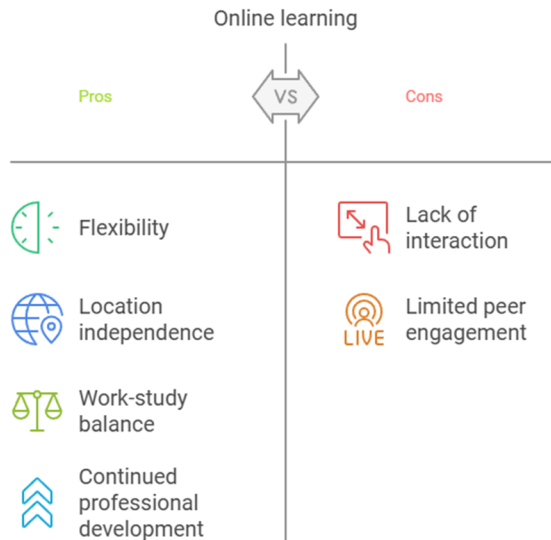 Online learning
Pros
VS
Cons
Flexibility
Location
independence
Work-study
balance
Continued
professional
development
Lack of
interaction
LIVE
Limited peer
engagement